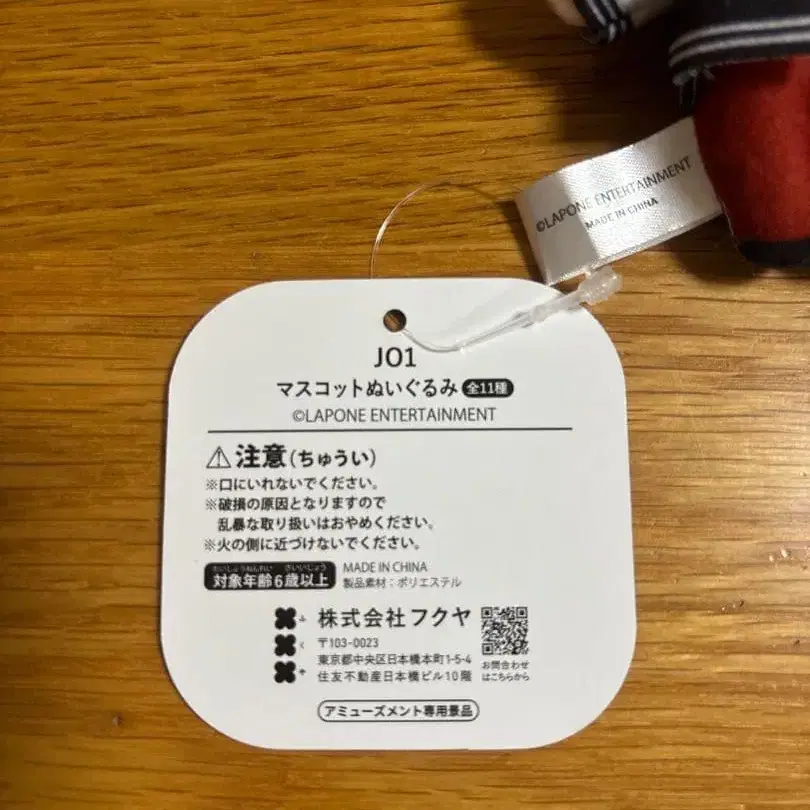 ©LAPONE ENTERTAINMENT
MADE IN CHINA
JO1
マスコットぬいぐるみ 全11種
©LAPONE ENTERTAINMENT
⚠注意(ちゅうい)
※口にいれないでください。
※破損の原因となりますので
乱暴な取り扱いはおやめください。
※火の側に近づけないでください。
たいしょうねんれい さいいじょう
対象年齢6歳以上
MADE IN CHINA
製品素材:ポリエステル
ふくや
株式会社フクヤ
〒103-0023
東京都中央区日本橋本町1-5-4
住友不動産日本橋ビル10階
お問合わせ
はこちらから
アミューズメント専用景品